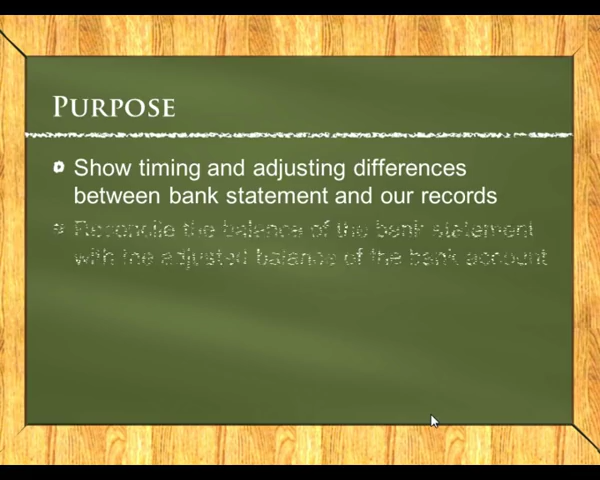 Purpose
Show timing and adjusting differences
between bank statement and our records
Reconcile the balance of the bank statement
with the adjusted balance of the bank account